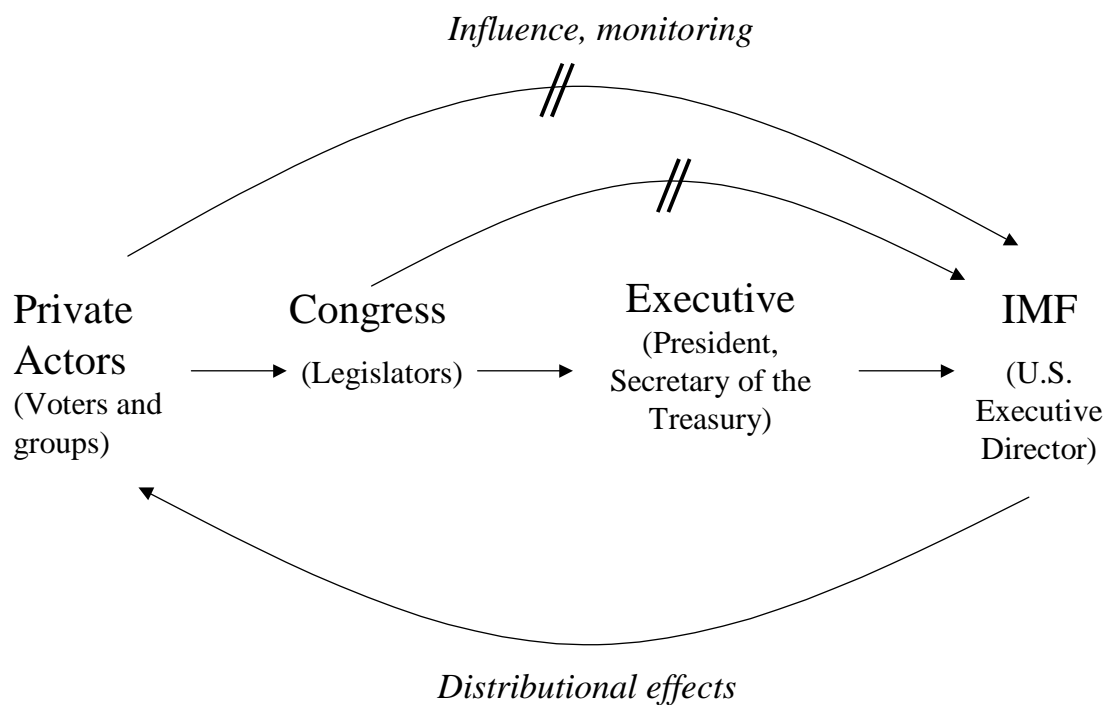 Influence, monitoring
Private
Actors
(Voters and
groups)
Congress
(Legislators)
Executive
(President,
Secretary of the
Treasury)
IMF
(U.S.
Executive
Director)
Distributional effects